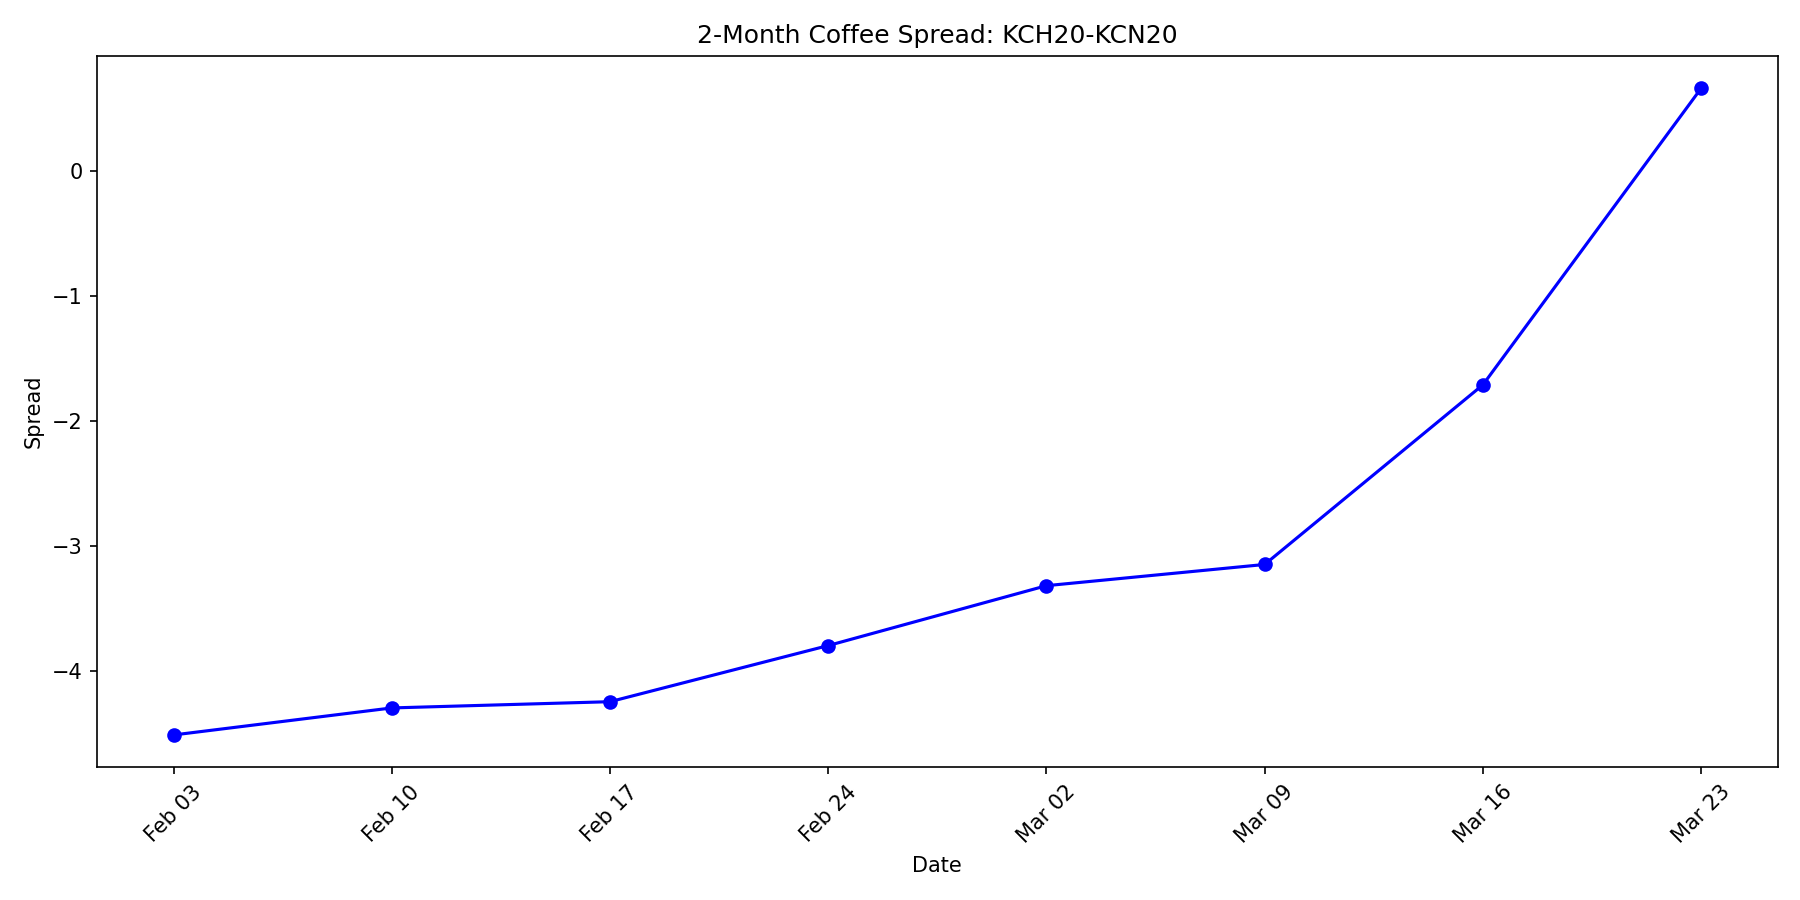 2-Month Coffee Spread: KCH20-KCN20
Spread
0
−1
−2
−3
−4
Feb 03
Feb 10
Feb 17
Feb 24
Mar 02
Mar 09
Mar 16
Mar 23
Date